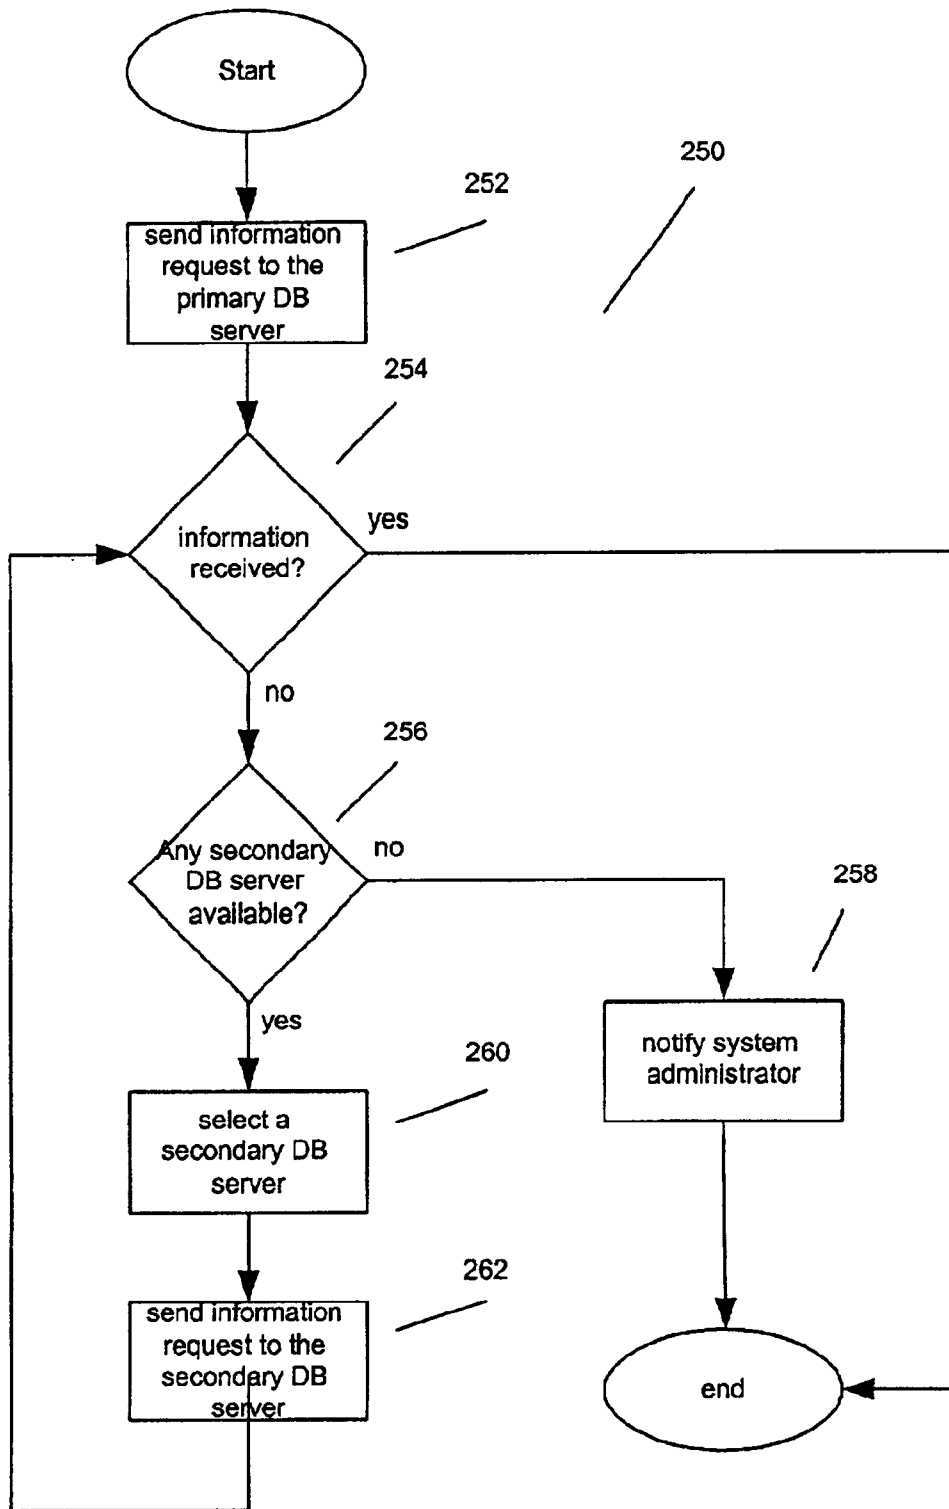 Start
250
252
send information
request to the
primary DB
server
254
yes
information
received?
no
256
Any secondary
DB server
available?
no
258
yes
notify system
administrator
260
select a
secondary DB
server
262
send information
request to the
secondary DB
server
end